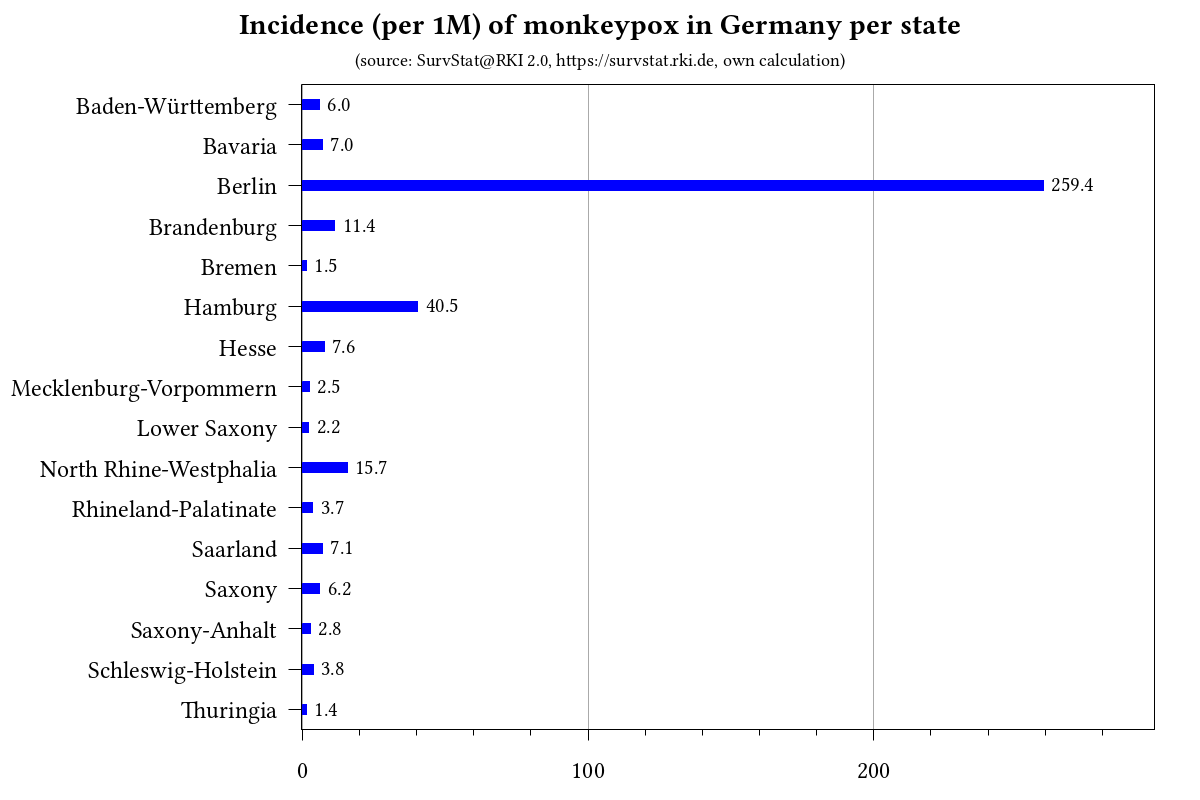 Incidence (per 1M) of monkeypox in Germany per state
(source: SurvStat@RKI 2.0, https://survstat.rki.de, own calculation)
Baden-Württemberg 6.0
Bavaria 7.0
Berlin 259.4
Brandenburg 11.4
Bremen 1.5
Hamburg 40.5
Hesse 7.6
Mecklenburg-Vorpommern 2.5
Lower Saxony 2.2
North Rhine-Westphalia 15.7
Rhineland-Palatinate 3.7
Saarland 7.1
Saxony 6.2
Saxony-Anhalt 2.8
Schleswig-Holstein 3.8
Thuringia 1.4
0 100 200